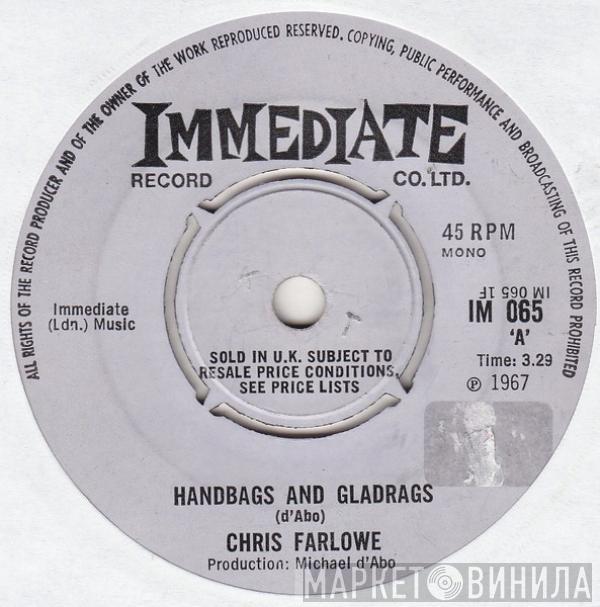 ALL RIGHTS OF THE RECORD PRODUCER AND OF THE OWNER OF THE WORK REPRODUCED RESERVED. COPYING, PUBLIC PERFORMANCE AND BROADCASTING OF THIS RECORD PROHIBITED
IMMEDIATE
RECORD CO. LTD.
45 RPM
MONO
Immediate
(Ldn.) Music
IM 065 1F
IM 065
'A'
Time: 3.29
℗ 1967
SOLD IN U.K. SUBJECT TO
RESALE PRICE CONDITIONS,
SEE PRICE LISTS
HANDBAGS AND GLADRAGS
(d'Abo)
CHRIS FARLOWE
Production: Michael d'Abo
МАРКЕТ ВИНИЛА